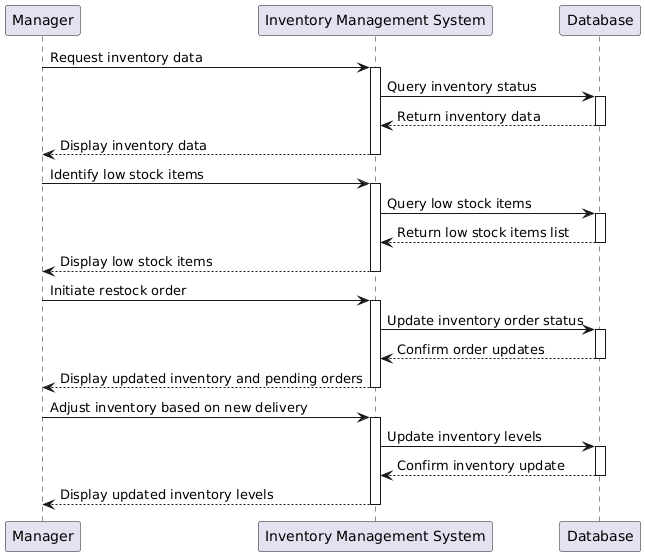 Manager
Inventory Management System
Database
Request inventory data
Query inventory status
Return inventory data
Display inventory data
Identify low stock items
Query low stock items
Return low stock items list
Display low stock items
Initiate restock order
Update inventory order status
Confirm order updates
Display updated inventory and pending orders
Adjust inventory based on new delivery
Update inventory levels
Confirm inventory update
Display updated inventory levels
Manager
Inventory Management System
Database